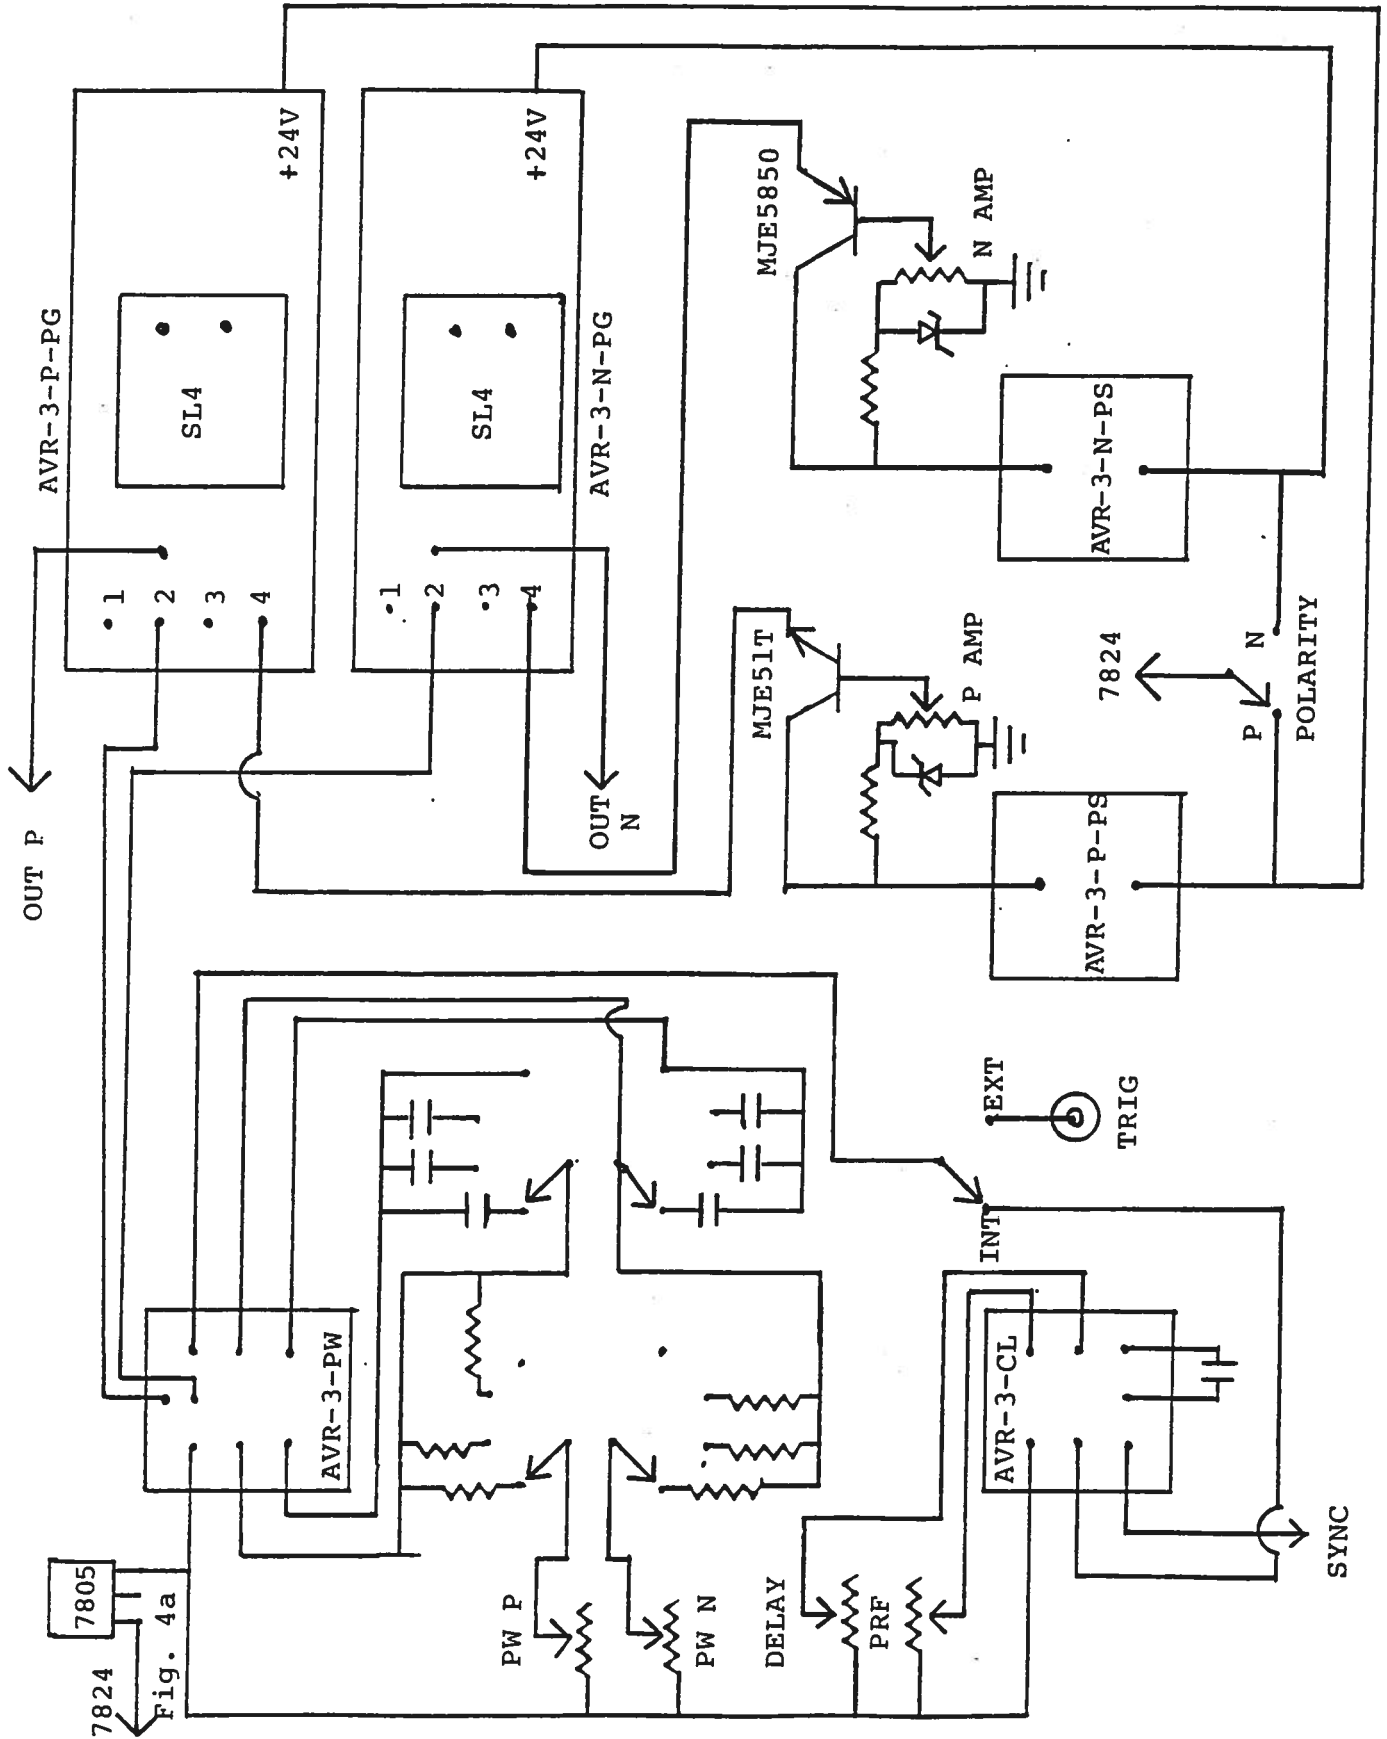 OUT P
AVR-3-P-PG
1
2
3
4
SL4
+24V
AVR-3-N-PG
1
2
3
4
SL4
+24V
OUT
N
MJE51T
P AMP
MJE5850
N AMP
AVR-3-P-PS
AVR-3-N-PS
7824
P
N
POLARITY
7805
7824
Fig. 4a
AVR-3-PW
PW P
PW N
DELAY
PRF
AVR-3-CL
INT
EXT
TRIG
SYNC